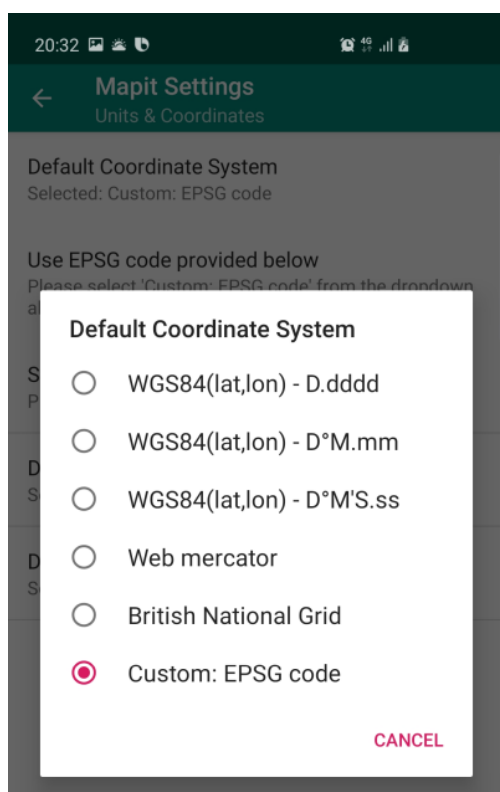 20:32 4G
Mapit Settings
Units & Coordinates
Default Coordinate System
Selected: Custom: EPSG code
Use EPSG code provided below
Please select 'Custom: EPSG code' from the dropdown
Default Coordinate System
WGS84(lat,lon) - D.dddd
WGS84(lat,lon) - D°M.mm
WGS84(lat,lon) - D°M'S.ss
Web mercator
British National Grid
Custom: EPSG code
CANCEL